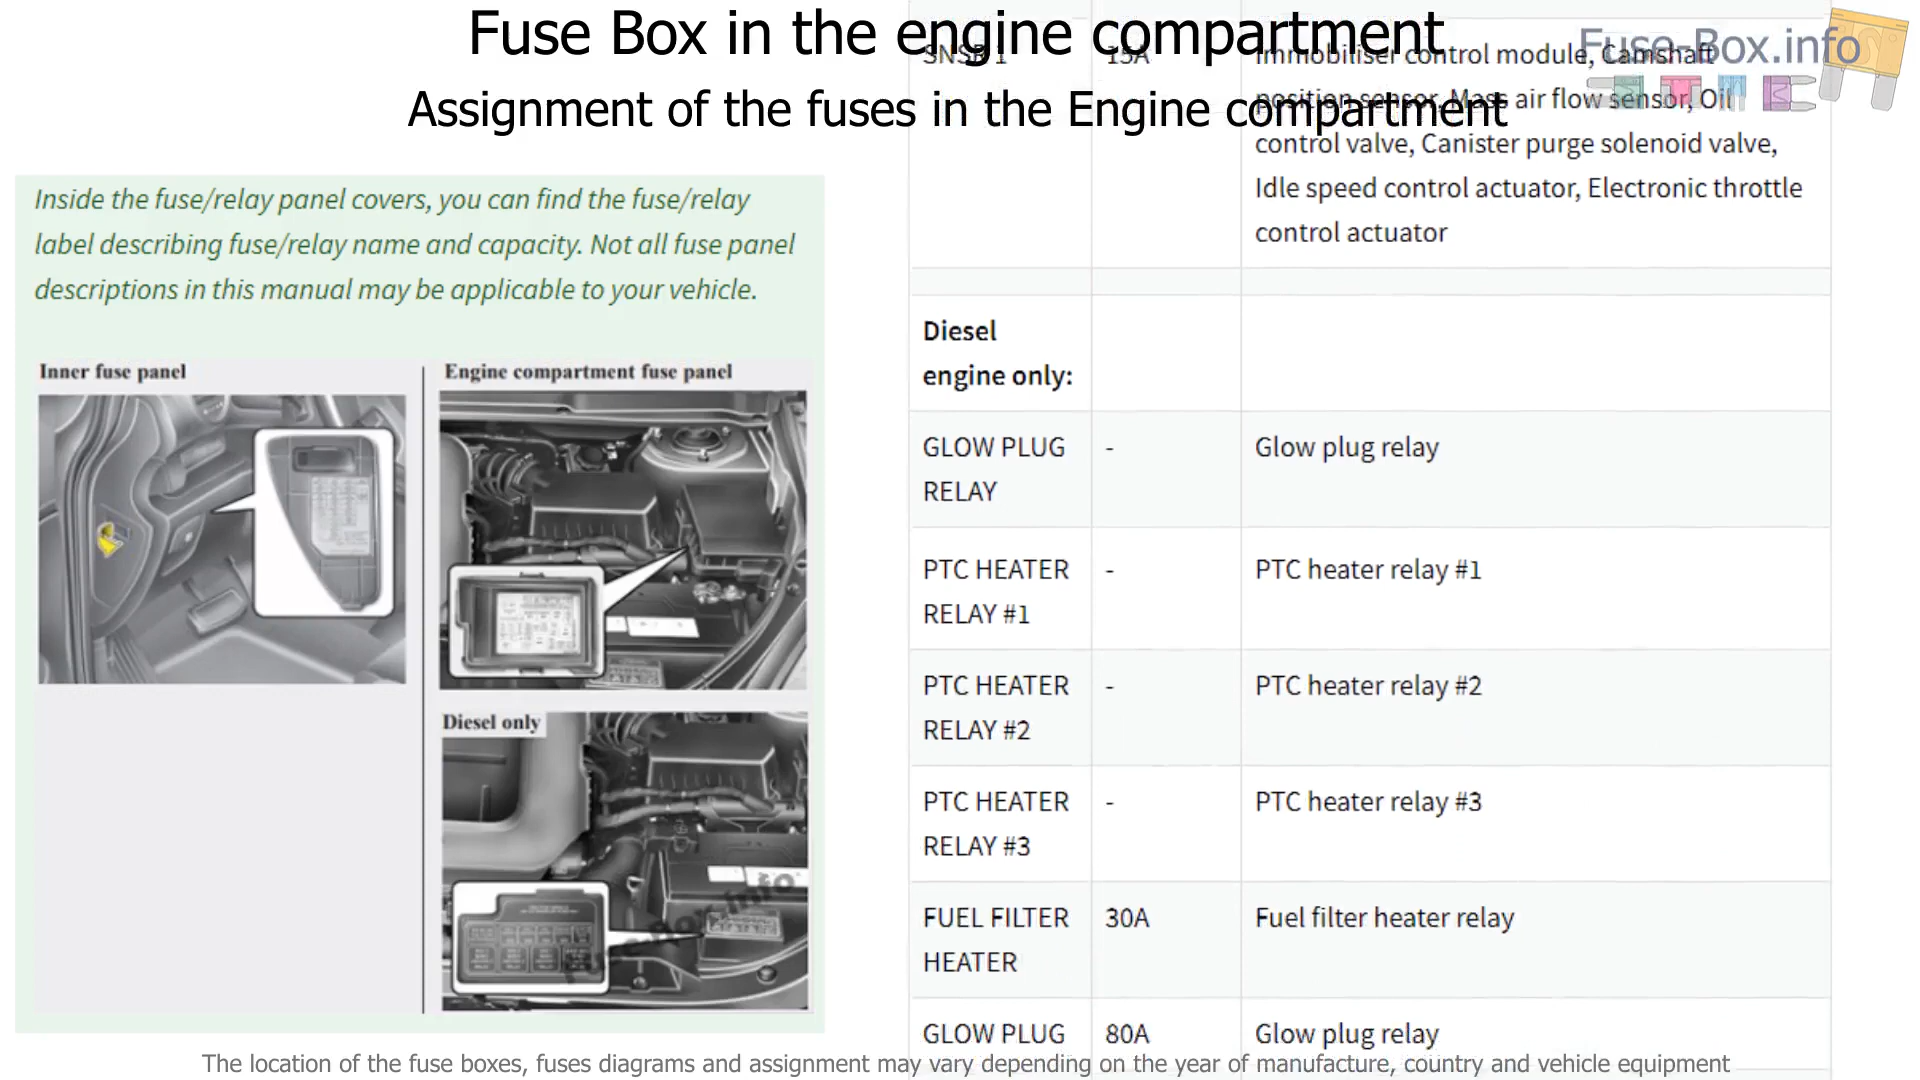 Fuse Box in the engine compartment
Assignment of the fuses in the Engine compartment
Fuse-Box.info
Inside the fuse/relay panel covers, you can find the fuse/relay
label describing fuse/relay name and capacity. Not all fuse panel
descriptions in this manual may be applicable to your vehicle.
Inner fuse panel
Engine compartment fuse panel
Diesel only
SNSR 1 15A Immobiliser control module, Camshaft
position sensor, Mass air flow sensor, Oil
control valve, Canister purge solenoid valve,
Idle speed control actuator, Electronic throttle
control actuator
Diesel
engine only:
GLOW PLUG - Glow plug relay
RELAY
PTC HEATER - PTC heater relay #1
RELAY #1
PTC HEATER - PTC heater relay #2
RELAY #2
PTC HEATER - PTC heater relay #3
RELAY #3
FUEL FILTER 30A Fuel filter heater relay
HEATER
GLOW PLUG 80A Glow plug relay
The location of the fuse boxes, fuses diagrams and assignment may vary depending on the year of manufacture, country and vehicle equipment